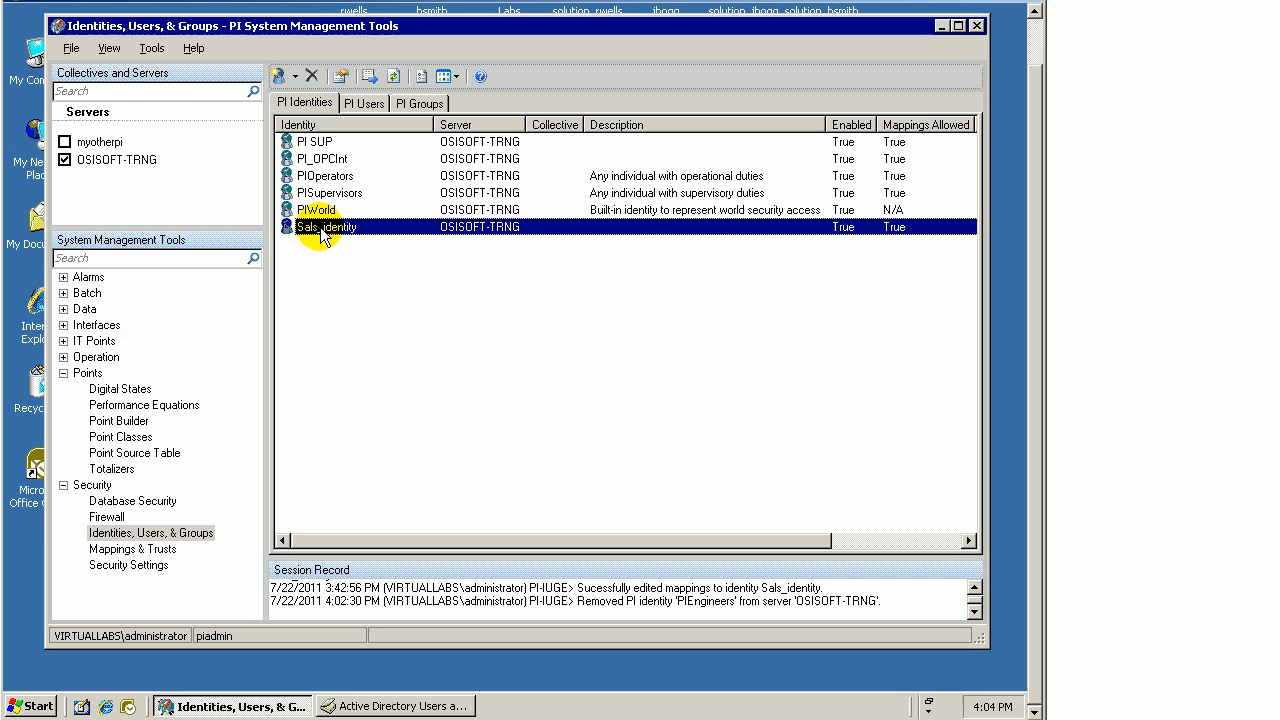 rwells bsmith Labs solution_rwells jhogg solution_jhogg solution_bsmith
Identities, Users, & Groups - PI System Management Tools
File View Tools Help
Collectives and Servers
Search
Servers
myotherpi
OSISOFT-TRNG
System Management Tools
Search
Alarms
Batch
Data
Interfaces
IT Points
Operation
Points
Digital States
Performance Equations
Point Builder
Point Classes
Point Source Table
Totalizers
Security
Database Security
Firewall
Identities, Users, & Groups
Mappings & Trusts
Security Settings
PI Identities PI Users PI Groups
Identity Server Collective Description Enabled Mappings Allowed
PI SUP OSISOFT-TRNG True True
PI_OPCInt OSISOFT-TRNG True True
PIOperators OSISOFT-TRNG Any individual with operational duties True True
PISupervisors OSISOFT-TRNG Any individual with supervisory duties True True
PIWorld OSISOFT-TRNG Built-in identity to represent world security access True N/A
Sals_identity OSISOFT-TRNG True True
Session Record
7/22/2011 3:42:56 PM (VIRTUALLABS\administrator) PI-IUGE> Sucessfully edited mappings to identity Sals_identity.
7/22/2011 4:02:30 PM (VIRTUALLABS\administrator) PI-IUGE> Removed PI identity 'PIEngineers' from server 'OSISOFT-TRNG'.
VIRTUALLABS\administrator piadmin
My Co
My Ne
Plac
My Docu
Inter
Expl
Recyc
Micro
Office
Start Identities, Users, & G... Active Directory Users a... 4:04 PM